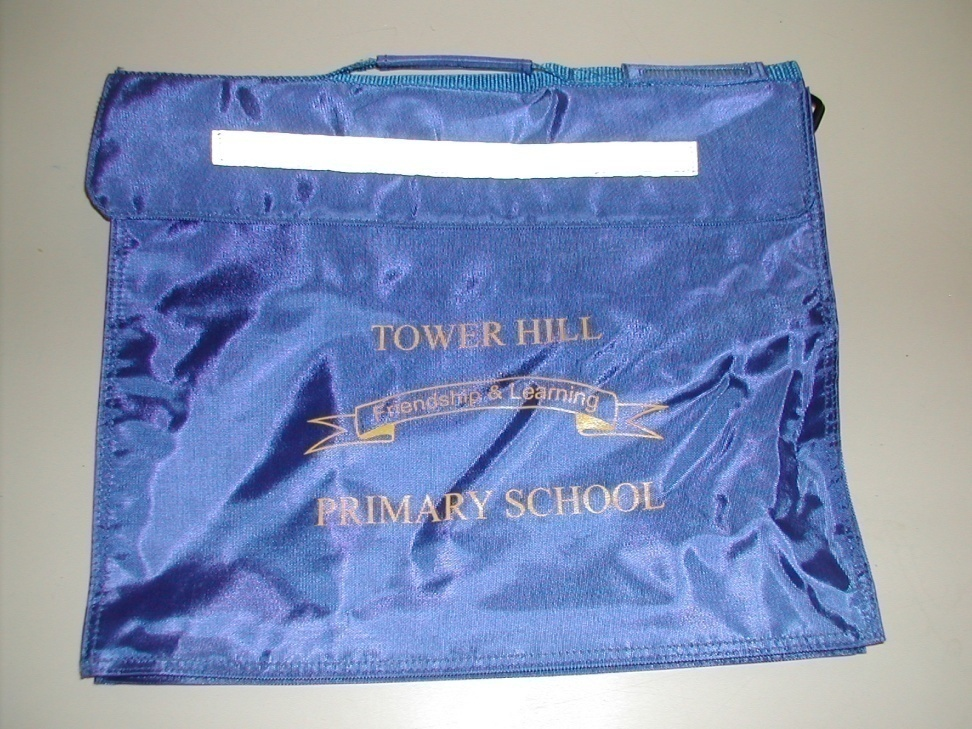 TOWER HILL
Friendship & Learning
PRIMARY SCHOOL